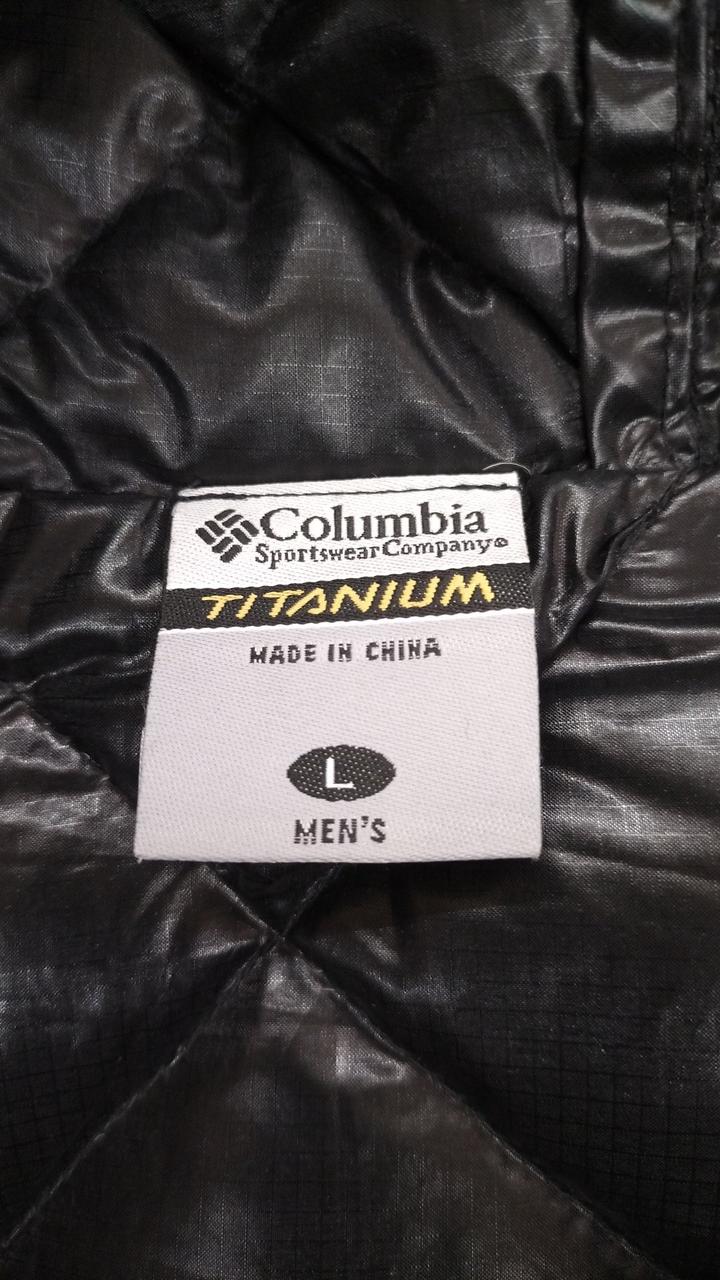 Columbia
Sportswear Company®
TITANIUM
MADE IN CHINA
L
MEN'S